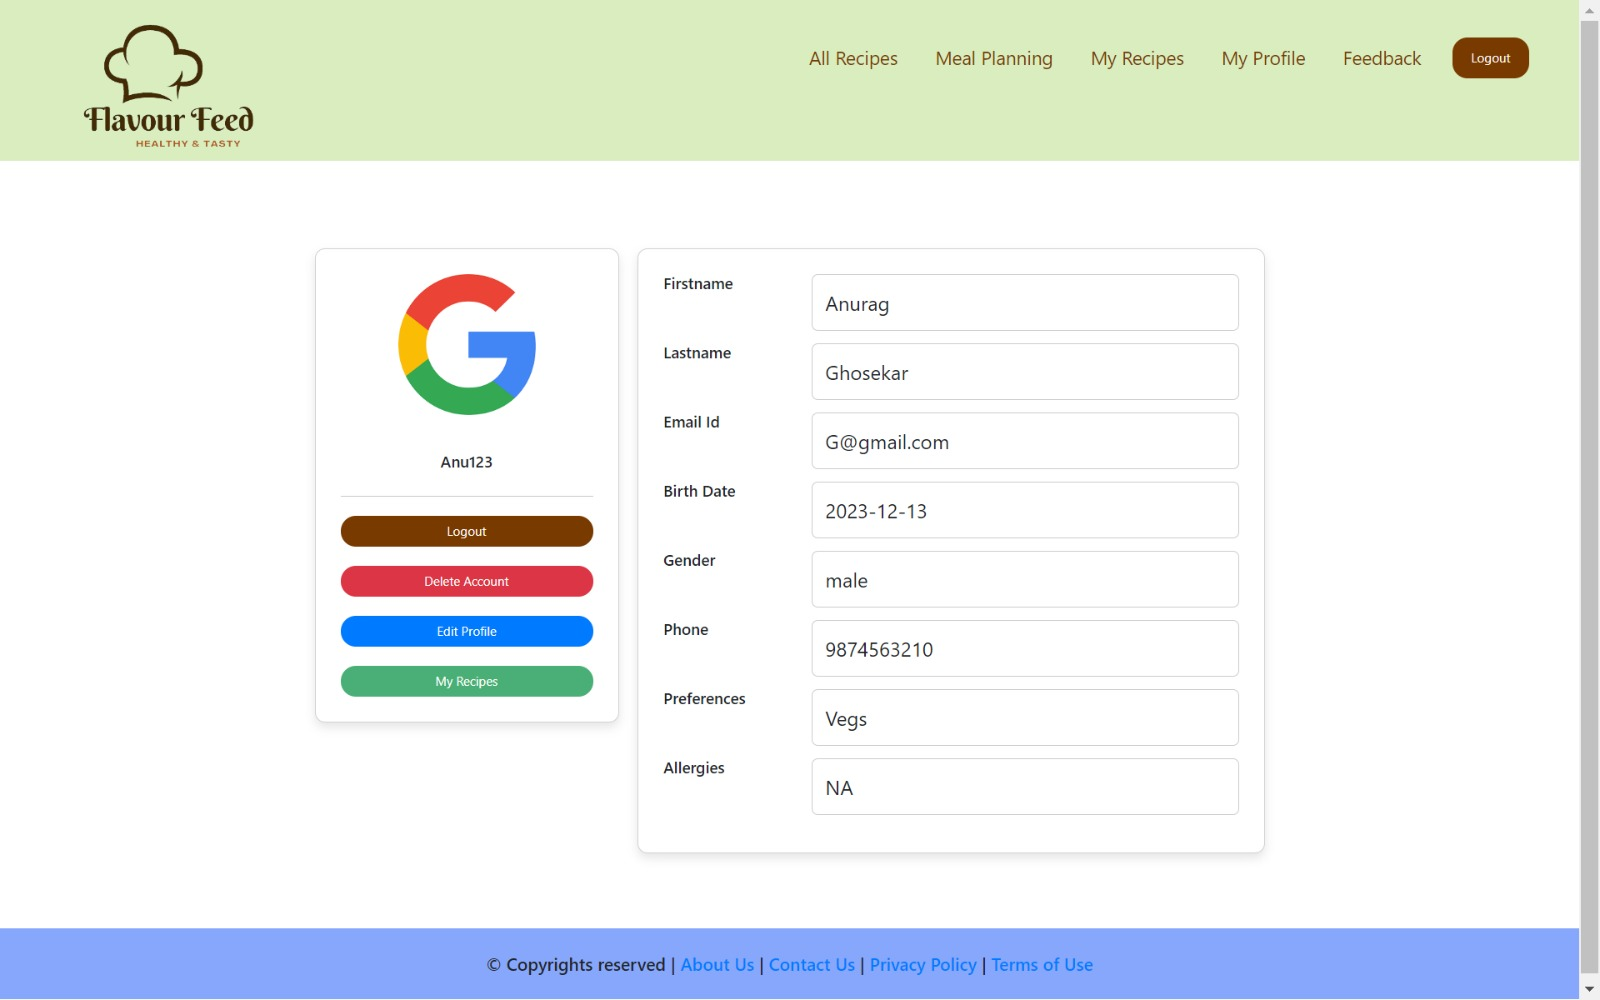 Flavour Feed
HEALTHY & TASTY
All Recipes Meal Planning My Recipes My Profile Feedback Logout
Anu123
Logout
Delete Account
Edit Profile
My Recipes
Firstname Anurag
Lastname Ghosekar
Email Id G@gmail.com
Birth Date 2023-12-13
Gender male
Phone 9874563210
Preferences Vegs
Allergies NA
© Copyrights reserved | About Us | Contact Us | Privacy Policy | Terms of Use